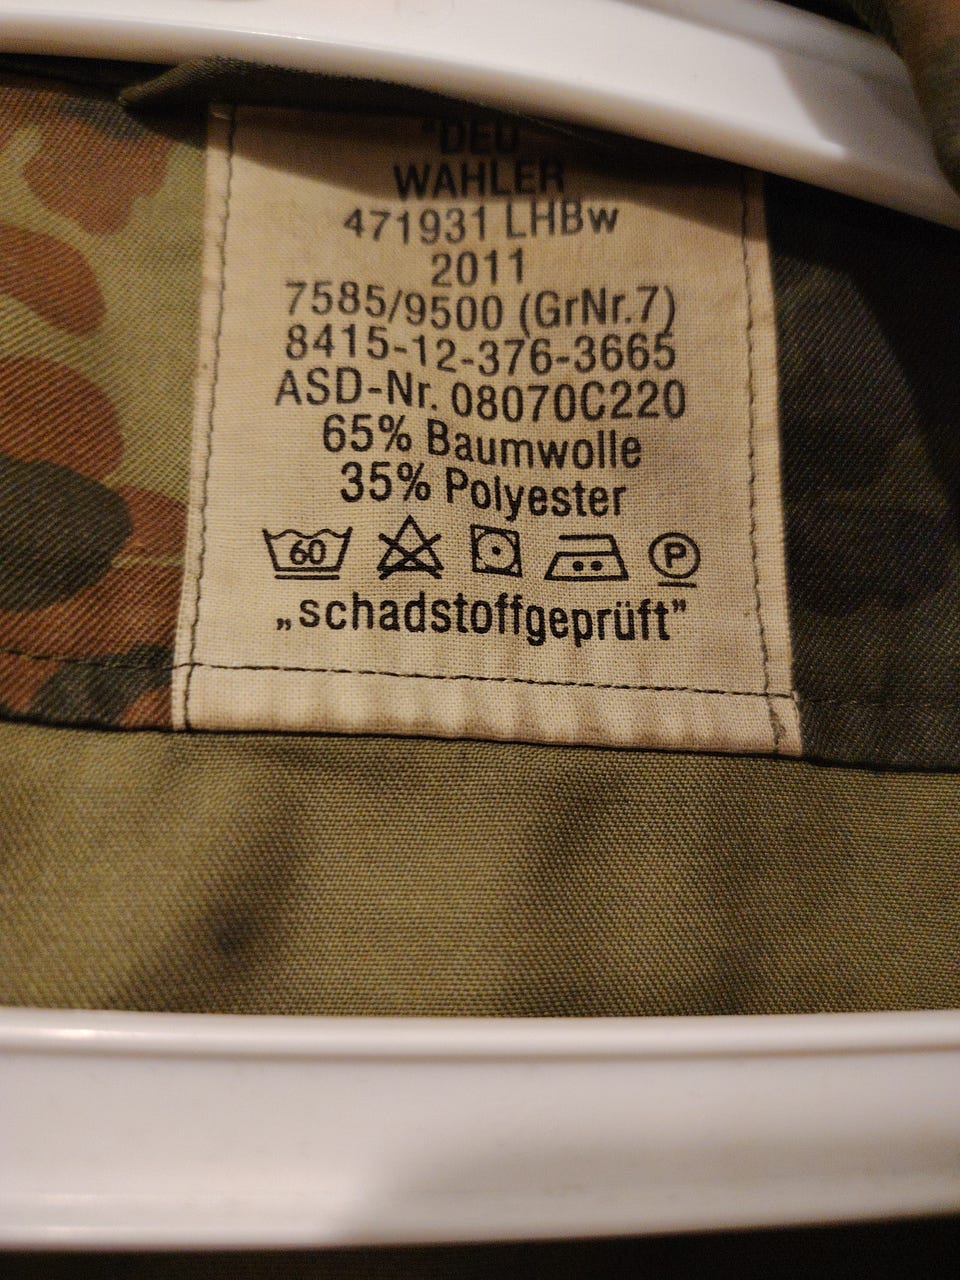 "DEU
WAHLER
471931 LHBw
2011
7585/9500 (GrNr.7)
8415-12-376-3665
ASD-Nr. 08070C220
65% Baumwolle
35% Polyester
60 P
„schadstoffgeprüft”